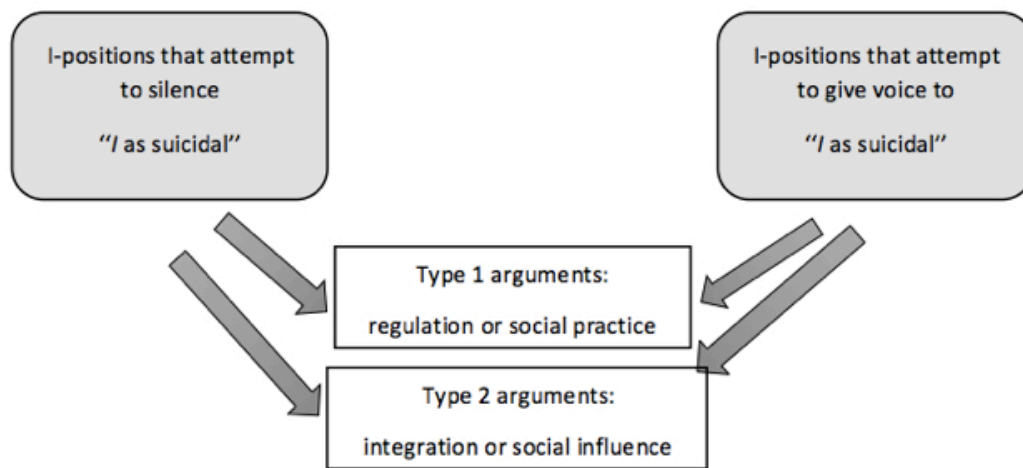 I-positions that attempt
to silence
“I as suicidal”
I-positions that attempt
to give voice to
“I as suicidal”
Type 1 arguments:
regulation or social practice
Type 2 arguments:
integration or social influence